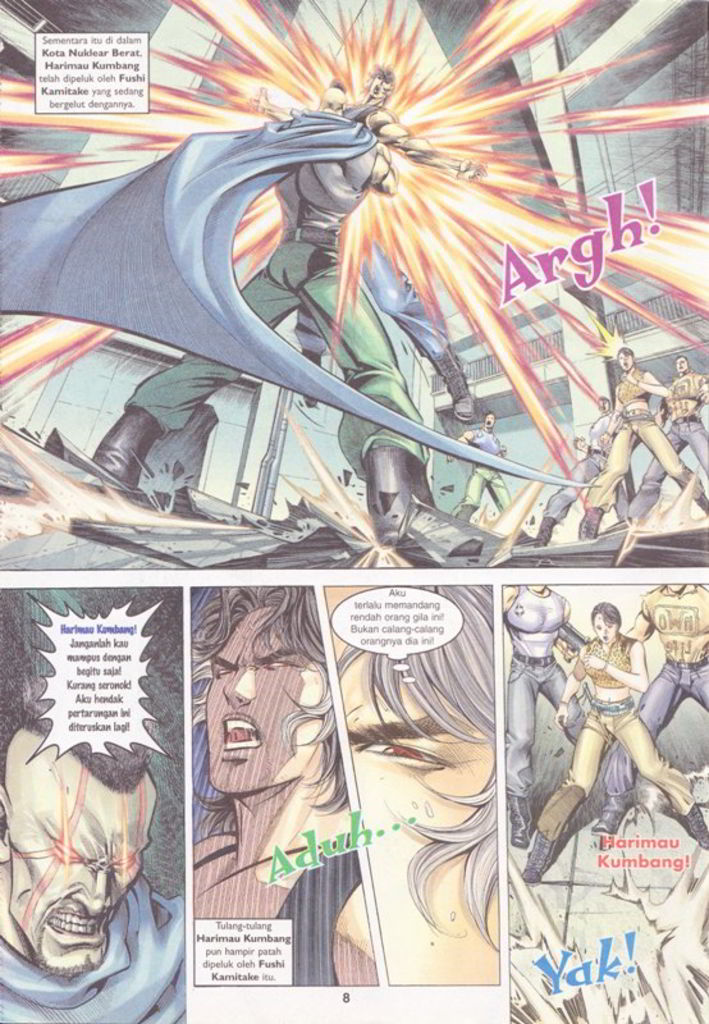 Sementara itu di dalam
Kota Nuklear Berat,
Harimau Kumbang
telah dipeluk oleh Fushi
Kamitake yang sedang
bergelut dengannya.
Argh!
Harimau Kumbang!
Janganlah kau
mampus dengan
begitu saja!
Kurang seronok!
Aku hendak
pertarungan ini
diteruskan lagi!
Aduh...
Tulang-tulang
Harimau Kumbang
pun hampir patah
dipeluk oleh Fushi
Kamitake itu.
Aku
terlalu memandang
rendah orang gila ini!
Bukan calang-calang
orangnya dia ini!
Harimau
Kumbang!
Yak!
8